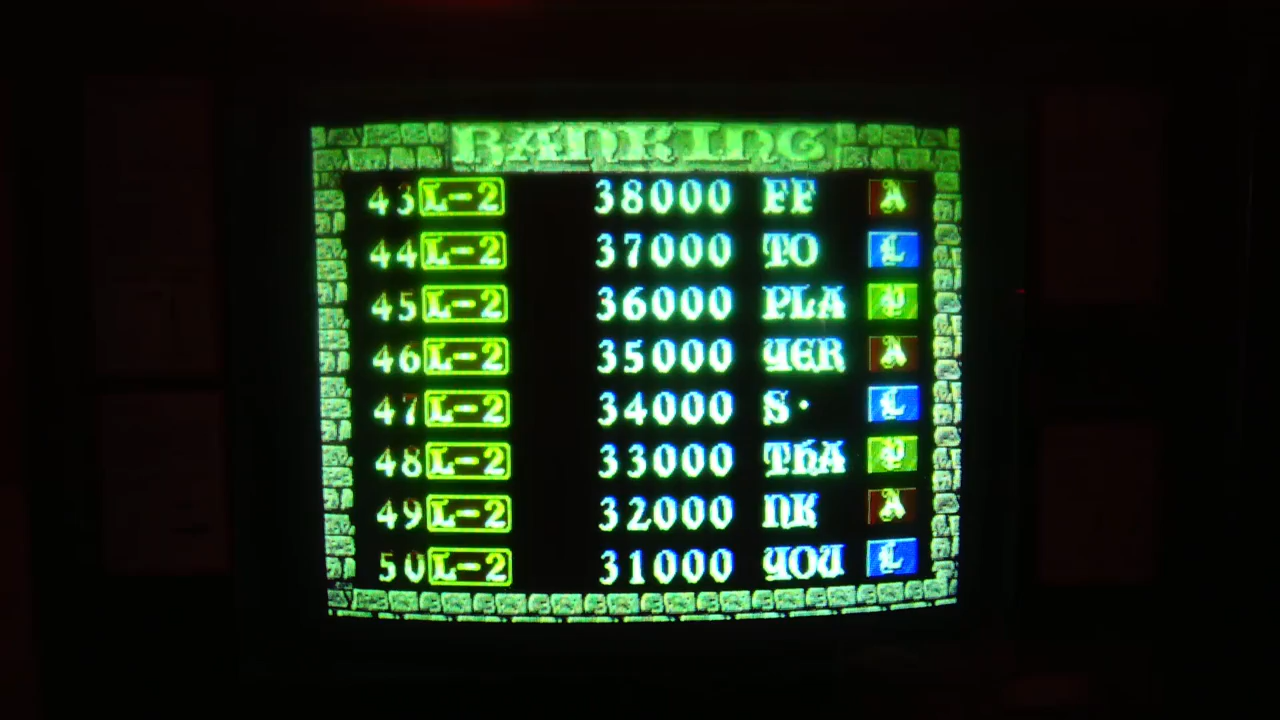 RANKING
43 L-2 38000 FF A
44 L-2 37000 TO L
45 L-2 36000 PLA P
46 L-2 35000 YER A
47 L-2 34000 S· L
48 L-2 33000 THA P
49 L-2 32000 NK A
50 L-2 31000 YOU L